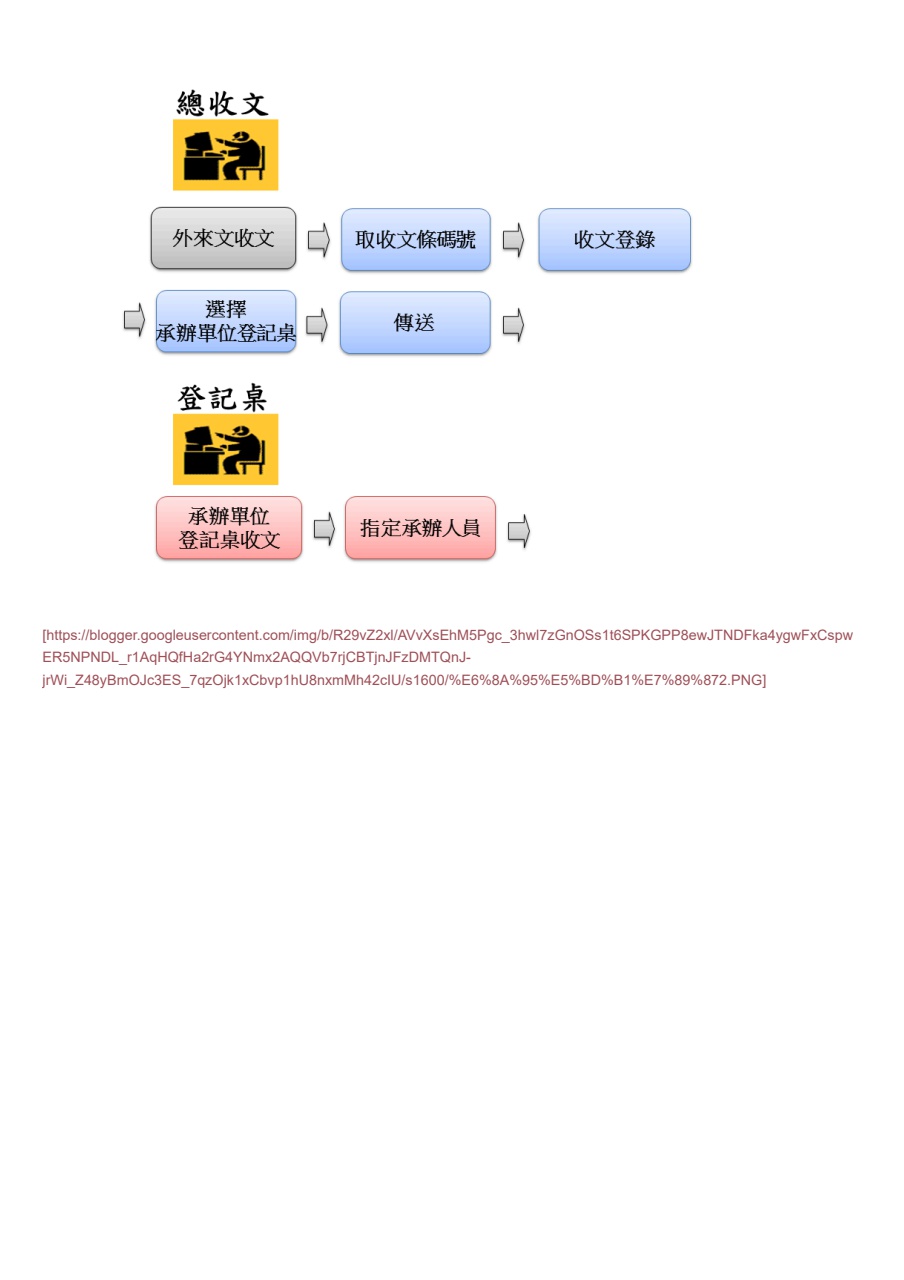 總收文
外來文收文
取收文條碼號
收文登錄
選擇
承辦單位登記桌
傳送
登記桌
承辦單位
登記桌收文
指定承辦人員
[https://blogger.googleusercontent.com/img/b/R29vZ2xl/AVvXsEhM5Pgc_3hwl7zGnOSs1t6SPKGPP8ewJTNDFka4ygwFxCspw
ER5NPNDL_r1AqHQfHa2rG4YNmx2AQQVb7rjCBTjnJFzDMTQnJ-
jrWi_Z48yBmOJc3ES_7qzOjk1xCbvp1hU8nxmMh42cIU/s1600/%E6%8A%95%E5%BD%B1%E7%89%872.PNG]